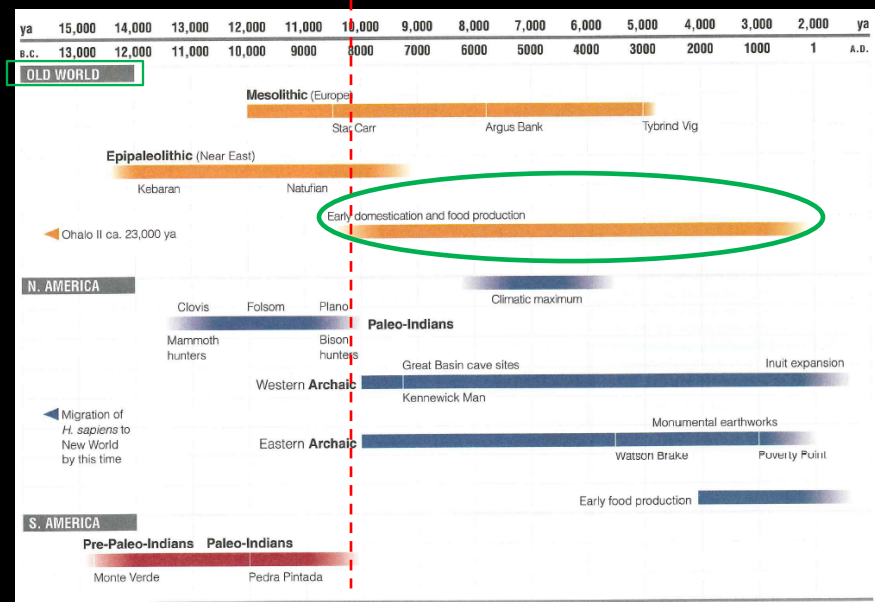 ya 15,000 14,000 13,000 12,000 11,000 10,000 9,000 8,000 7,000 6,000 5,000 4,000 3,000 2,000 ya
B.C. 13,000 12,000 11,000 10,000 9000 8000 7000 6000 5000 4000 3000 2000 1000 1 A.D.
OLD WORLD
Mesolithic (Europe)
Star Carr Argus Bank Tybrind Vig
Epipaleolithic (Near East)
Kebaran Natufian
Early domestication and food production
Ohalo II ca. 23,000 ya
N. AMERICA
Climatic maximum
Clovis Folsom Plano
Paleo-Indians
Mammoth
hunters
Bison
hunters
Great Basin cave sites Inuit expansion
Western Archaic
Kennewick Man
Migration of
H. sapiens to
New World
by this time
Monumental earthworks
Eastern Archaic
Watson Brake Poverty Point
Early food production
S. AMERICA
Pre-Paleo-Indians Paleo-Indians
Monte Verde Pedra Pintada